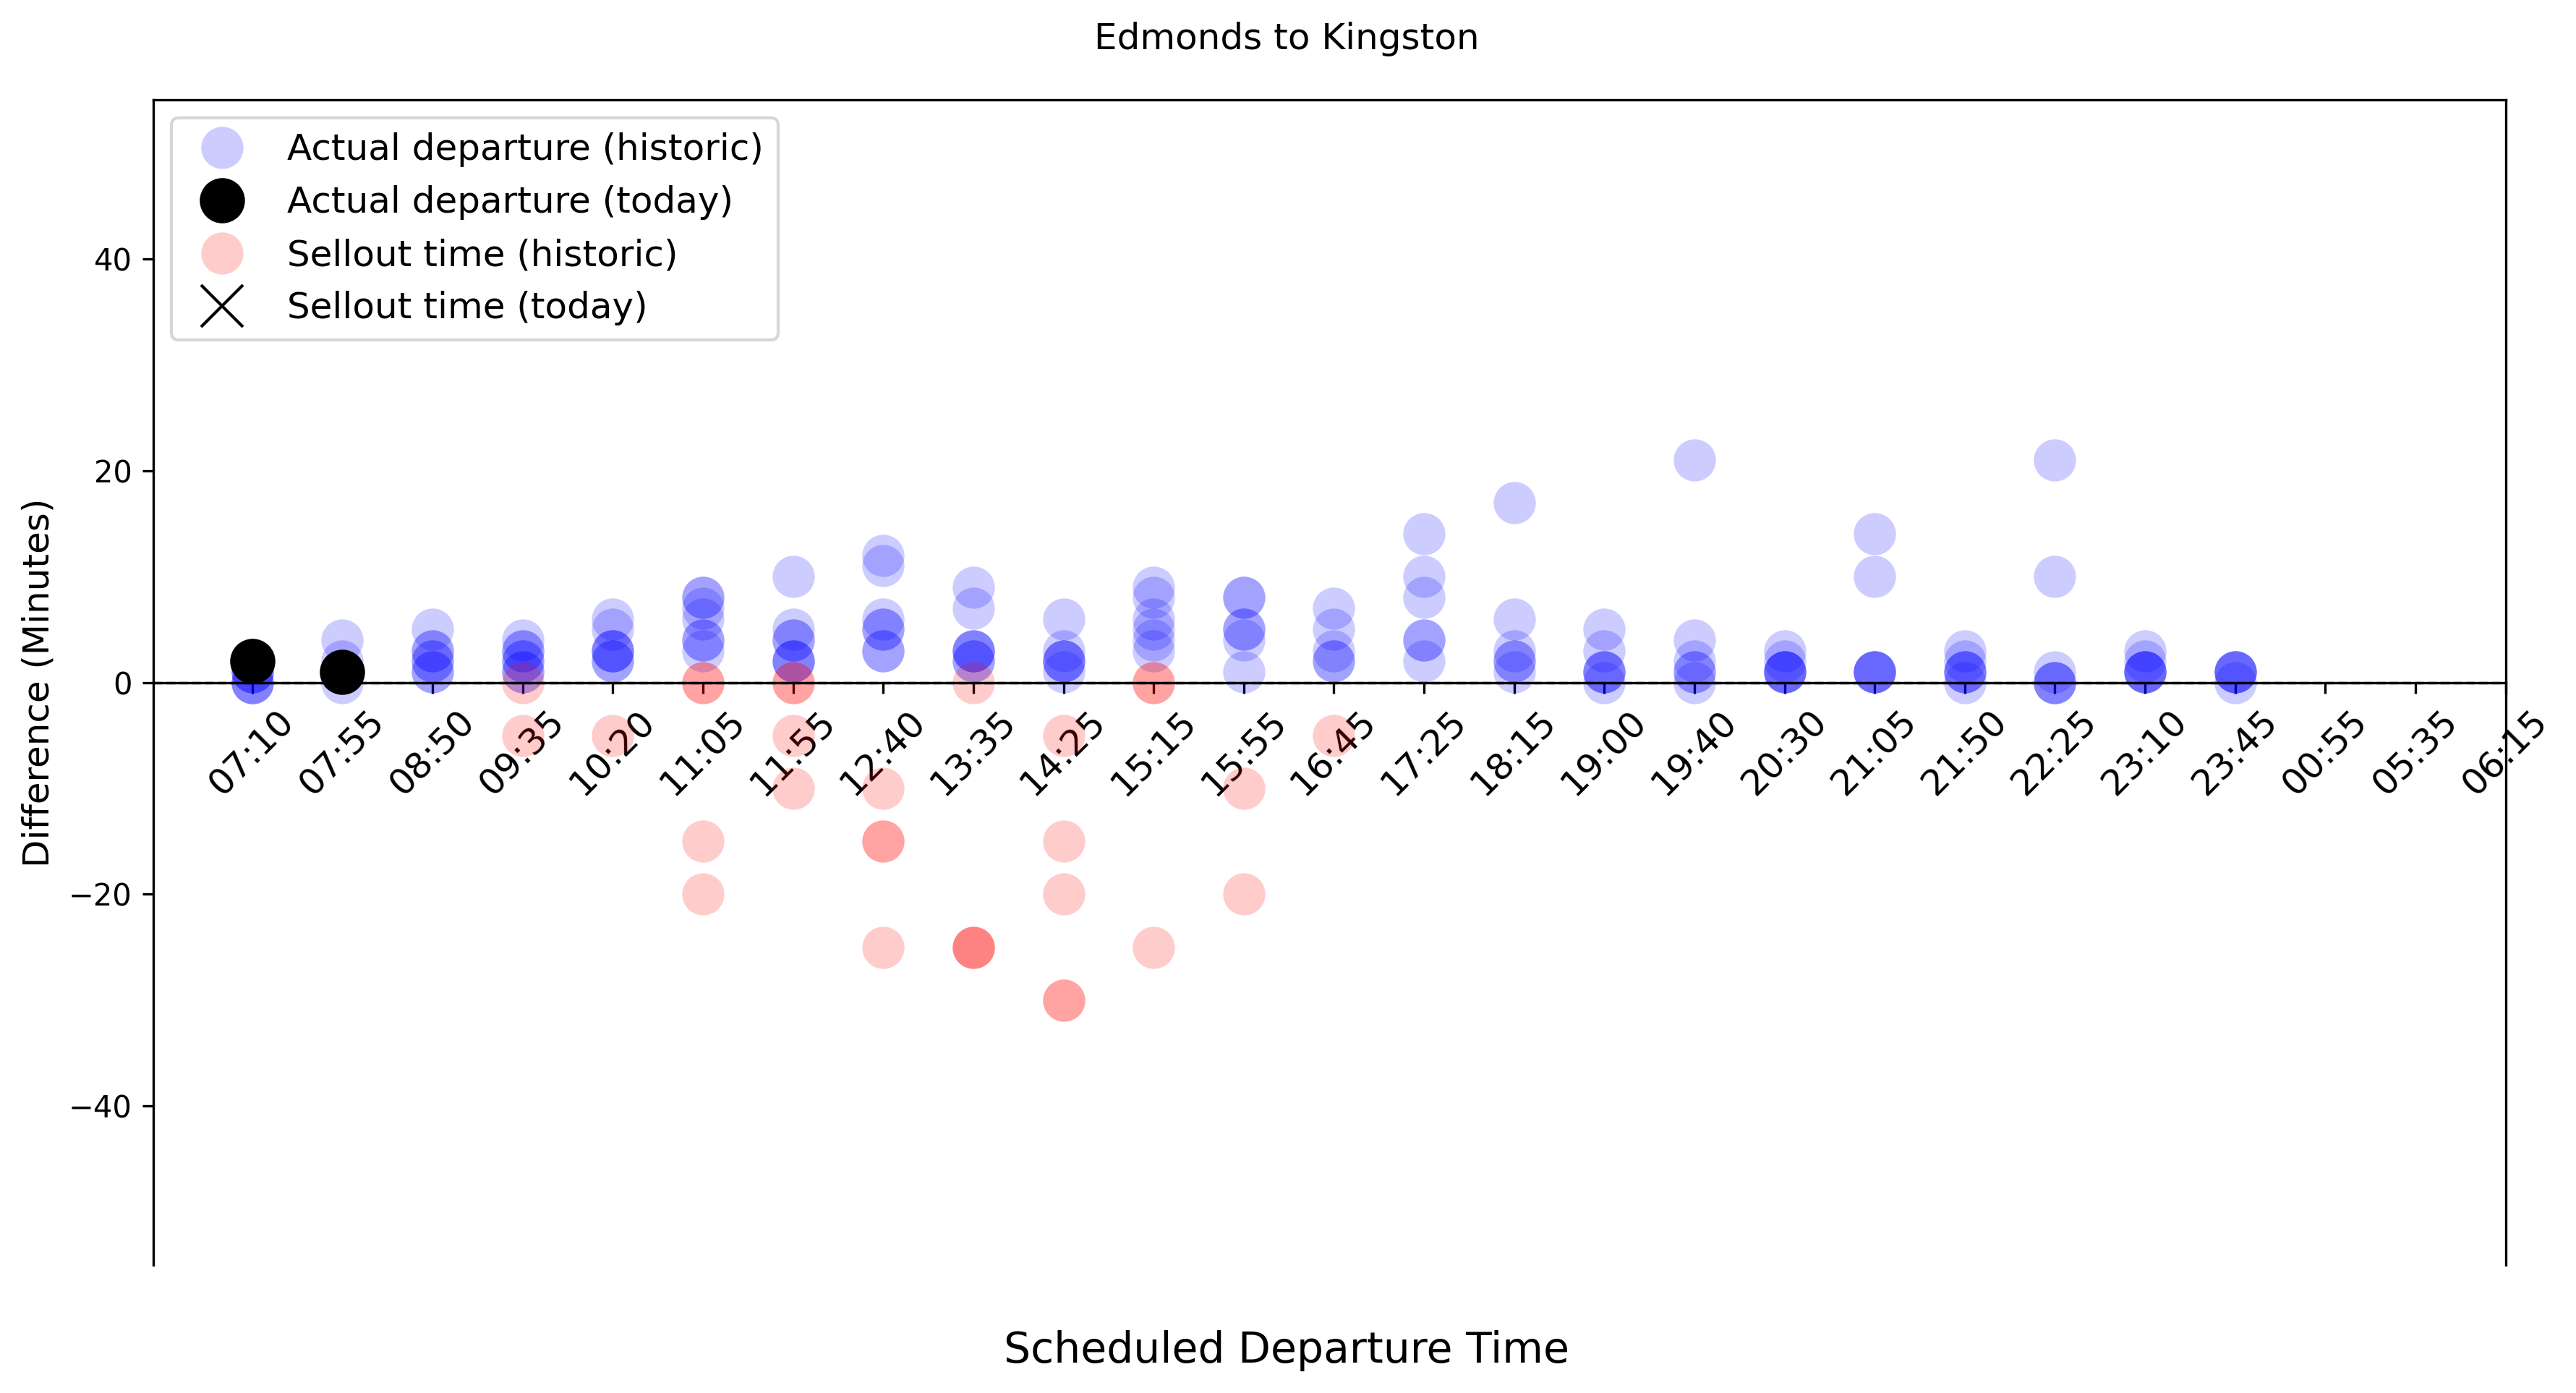 Edmonds to Kingston
Actual departure (historic)
Actual departure (today)
Sellout time (historic)
Sellout time (today)
40
20
0
−20
−40
Difference (Minutes)
07:10 07:55 08:50 09:35 10:20 11:05 11:55 12:40 13:35 14:25 15:15 15:55 16:45 17:25 18:15 19:00 19:40 20:30 21:05 21:50 22:25 23:10 23:45 00:55 05:35 06:15
Scheduled Departure Time